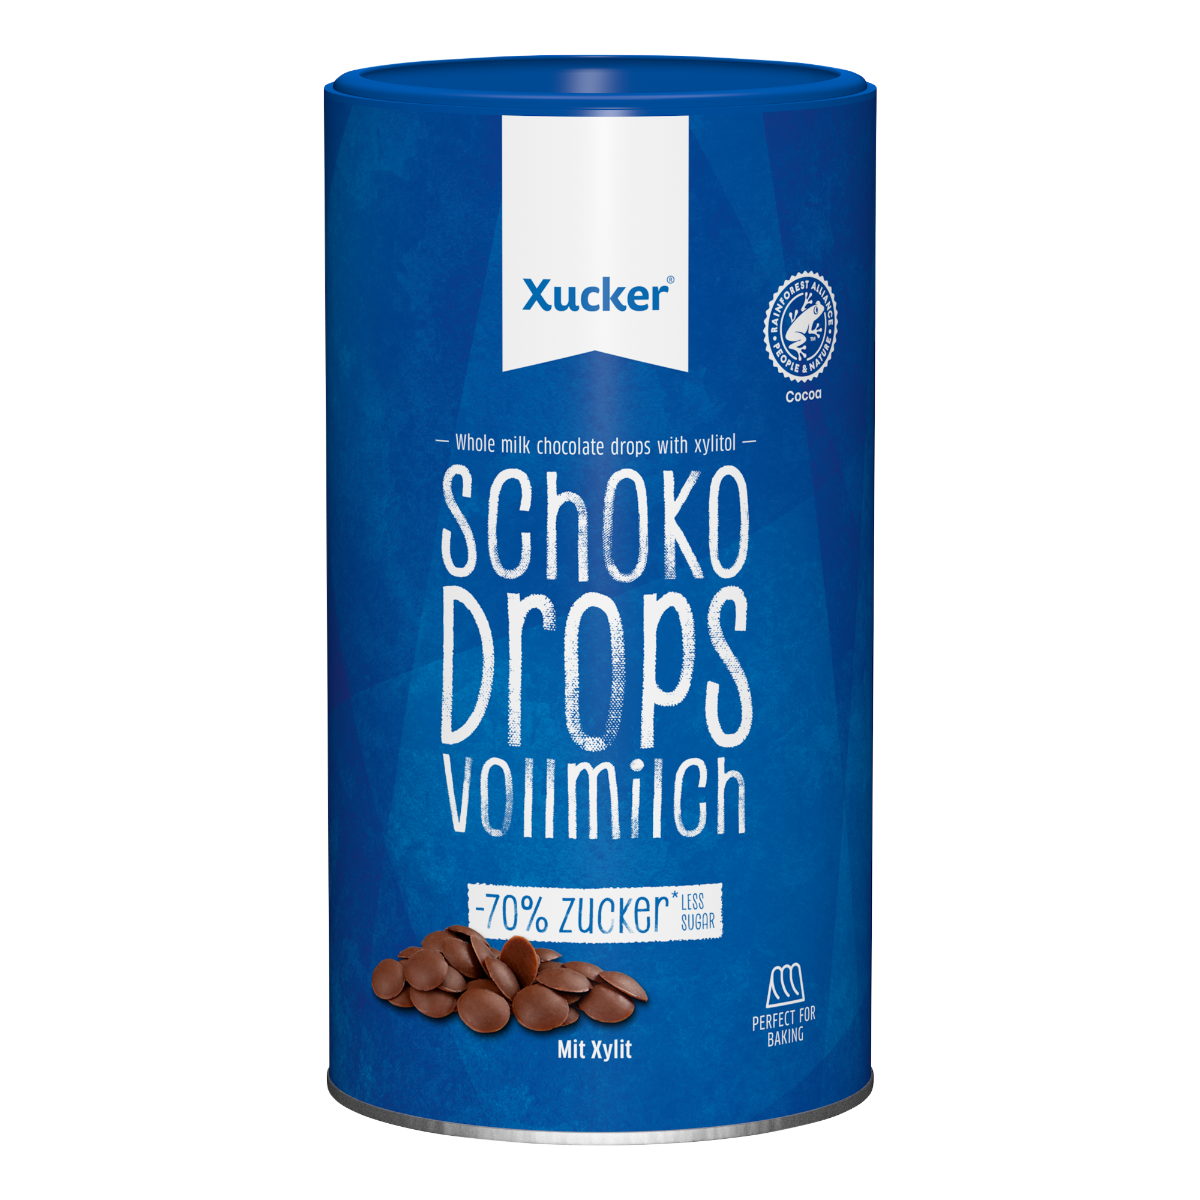 Xucker®
RAINFOREST ALLIANCE
• PEOPLE & NATURE •
TM
Cocoa
— Whole milk chocolate drops with xylitol —
SCHOKO
DROPS
VOLLMILCH
-70% ZUCKER*
LESS
SUGAR
PERFECT FOR
BAKING
Mit Xylit